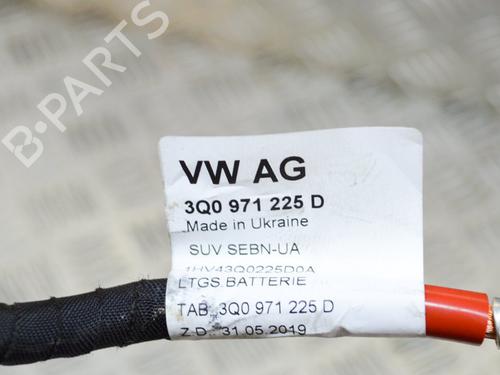 B-PARTS
VW AG
3Q0 971 225 D
Made in Ukraine
SUV SEBN-UA
1HV43Q0225D0A
LTGS.BATTERIE
TAB 3Q0 971 225 D
Z.D.: 31.05.2019